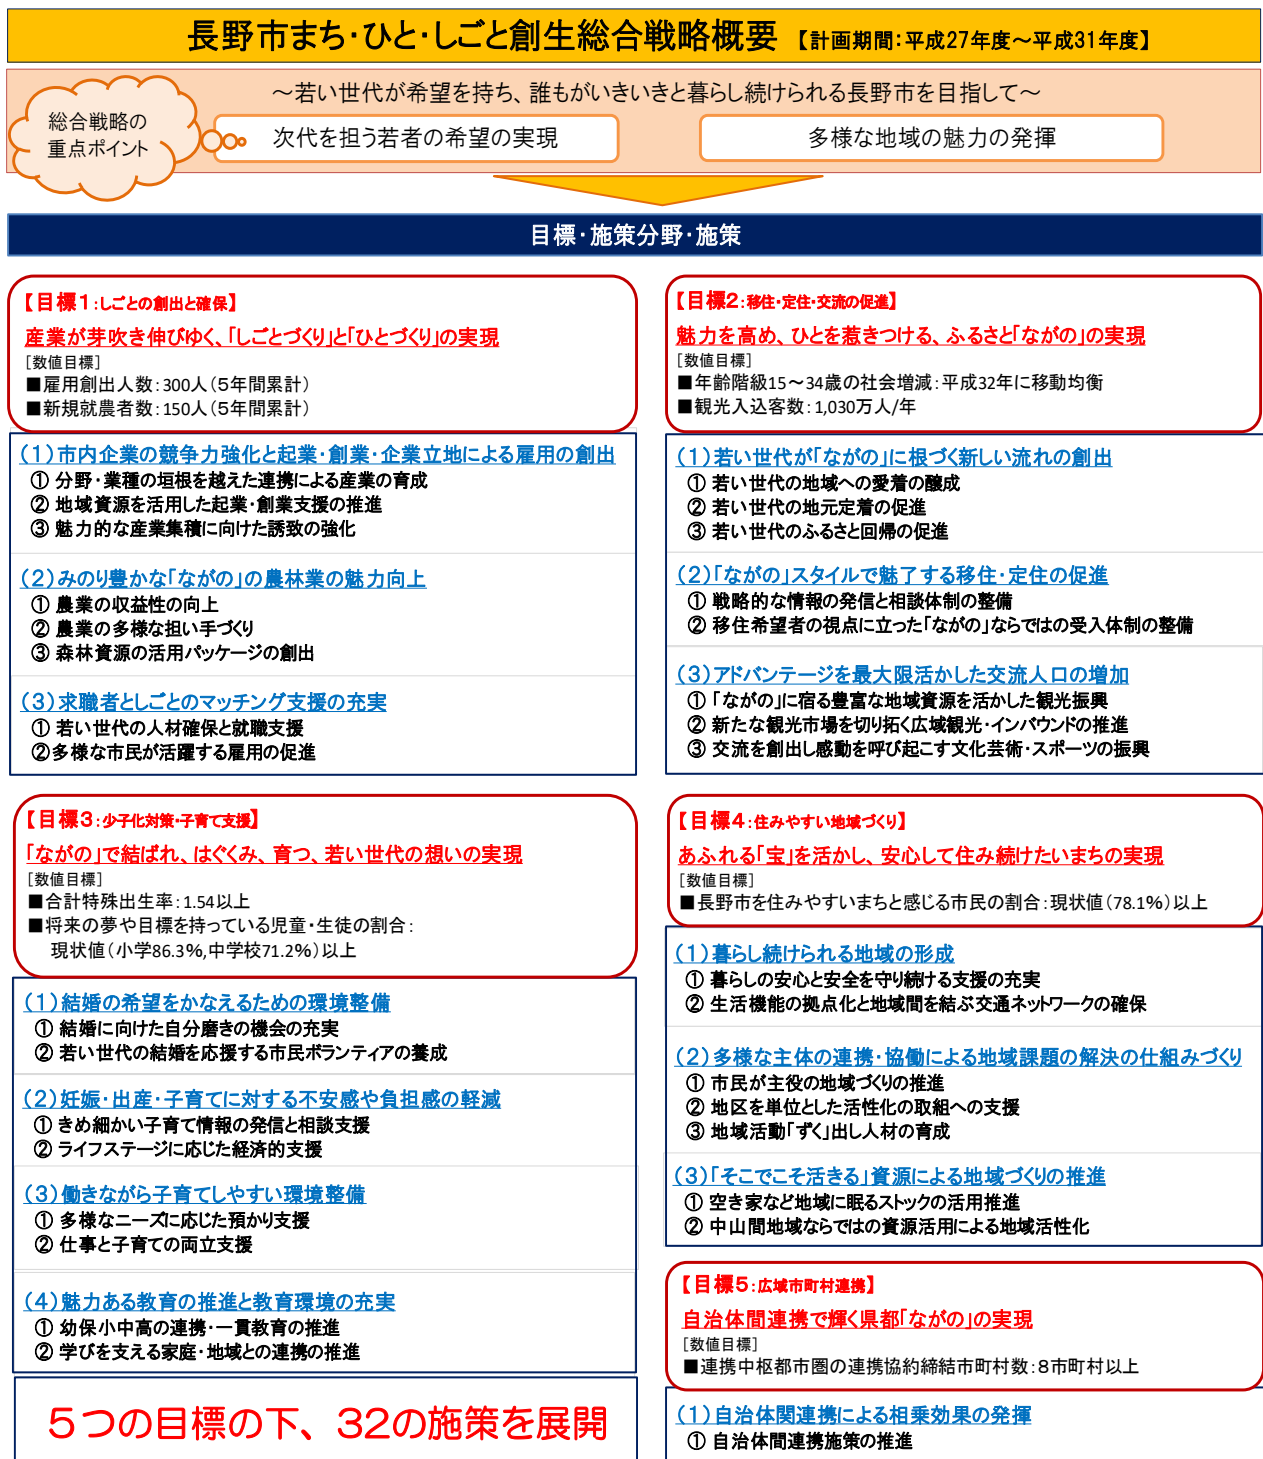 長野市まち・ひと・しごと創生総合戦略概要 【計画期間:平成27年度～平成31年度】
～若い世代が希望を持ち、誰もがいきいきと暮らし続けられる長野市を目指して～
総合戦略の
重点ポイント
次代を担う若者の希望の実現
多様な地域の魅力の発揮
目標・施策分野・施策
【目標1:しごとの創出と確保】
産業が芽吹き伸びゆく、「しごとづくり」と「ひとづくり」の実現
[数値目標]
■雇用創出人数:300人(5年間累計)
■新規就農者数:150人(5年間累計)
(1)市内企業の競争力強化と起業・創業・企業立地による雇用の創出
① 分野・業種の垣根を越えた連携による産業の育成
② 地域資源を活用した起業・創業支援の推進
③ 魅力的な産業集積に向けた誘致の強化
(2)みのり豊かな「ながの」の農林業の魅力向上
① 農業の収益性の向上
② 農業の多様な担い手づくり
③ 森林資源の活用パッケージの創出
(3)求職者としごとのマッチング支援の充実
① 若い世代の人材確保と就職支援
②多様な市民が活躍する雇用の促進
【目標2:移住・定住・交流の促進】
魅力を高め、ひとを惹きつける、ふるさと「ながの」の実現
[数値目標]
■年齢階級15～34歳の社会増減:平成32年に移動均衡
■観光入込客数:1,030万人/年
(1)若い世代が「ながの」に根づく新しい流れの創出
① 若い世代の地域への愛着の醸成
② 若い世代の地元定着の促進
③ 若い世代のふるさと回帰の促進
(2)「ながの」スタイルで魅了する移住・定住の促進
① 戦略的な情報の発信と相談体制の整備
② 移住希望者の視点に立った「ながの」ならではの受入体制の整備
(3)アドバンテージを最大限活かした交流人口の増加
①「ながの」に宿る豊富な地域資源を活かした観光振興
② 新たな観光市場を切り拓く広域観光・インバウンドの推進
③ 交流を創出し感動を呼び起こす文化芸術・スポーツの振興
【目標3:少子化対策・子育て支援】
「ながの」で結ばれ、はぐくみ、育つ、若い世代の想いの実現
[数値目標]
■合計特殊出生率:1.54以上
■将来の夢や目標を持っている児童・生徒の割合:
現状値(小学86.3%,中学校71.2%)以上
(1)結婚の希望をかなえるための環境整備
① 結婚に向けた自分磨きの機会の充実
② 若い世代の結婚を応援する市民ボランティアの養成
(2)妊娠・出産・子育てに対する不安感や負担感の軽減
① きめ細かい子育て情報の発信と相談支援
② ライフステージに応じた経済的支援
(3)働きながら子育てしやすい環境整備
① 多様なニーズに応じた預かり支援
② 仕事と子育ての両立支援
(4)魅力ある教育の推進と教育環境の充実
① 幼保小中高の連携・一貫教育の推進
② 学びを支える家庭・地域との連携の推進
5つの目標の下、32の施策を展開
【目標4:住みやすい地域づくり】
あふれる「宝」を活かし、安心して住み続けたいまちの実現
[数値目標]
■長野市を住みやすいまちと感じる市民の割合:現状値(78.1%)以上
(1)暮らし続けられる地域の形成
① 暮らしの安心と安全を守り続ける支援の充実
② 生活機能の拠点化と地域間を結ぶ交通ネットワークの確保
(2)多様な主体の連携・協働による地域課題の解決の仕組みづくり
① 市民が主役の地域づくりの推進
② 地区を単位とした活性化の取組への支援
③ 地域活動「ずく」出し人材の育成
(3)「そこでこそ活きる」資源による地域づくりの推進
① 空き家など地域に眠るストックの活用推進
② 中山間地域ならではの資源活用による地域活性化
【目標5:広域市町村連携】
自治体間連携で輝く県都「ながの」の実現
[数値目標]
■連携中枢都市圏の連携協約締結市町村数:8市町村以上
(1)自治体関連携による相乗効果の発揮
① 自治体間連携施策の推進